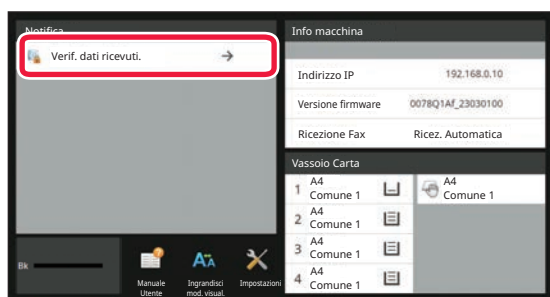 Notifica
Verif. dati ricevuti.
Info macchina
Indirizzo IP 192.168.0.10
Versione firmware 0078Q1Af_23030100
Ricezione Fax Ricez. Automatica
Vassoio Carta
1 A4
Comune 1
2 A4
Comune 1
3 A4
Comune 1
4 A4
Comune 1
A4
Comune 1
Bk
Manuale
Utente
Ingrandisci
mod. visual.
Impostazioni